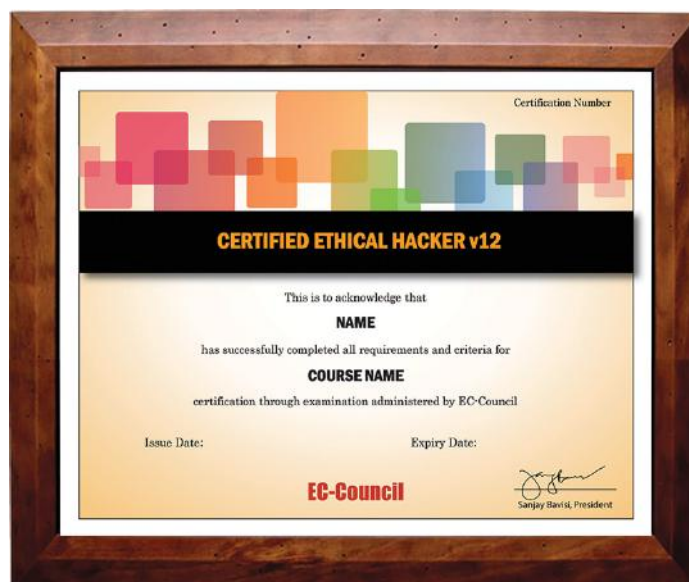 Certification Number
CERTIFIED ETHICAL HACKER v12
This is to acknowledge that
NAME
has successfully completed all requirements and criteria for
COURSE NAME
certification through examination administered by EC-Council
Issue Date:
Expiry Date:
EC-Council
Sanjay Bavisi, President